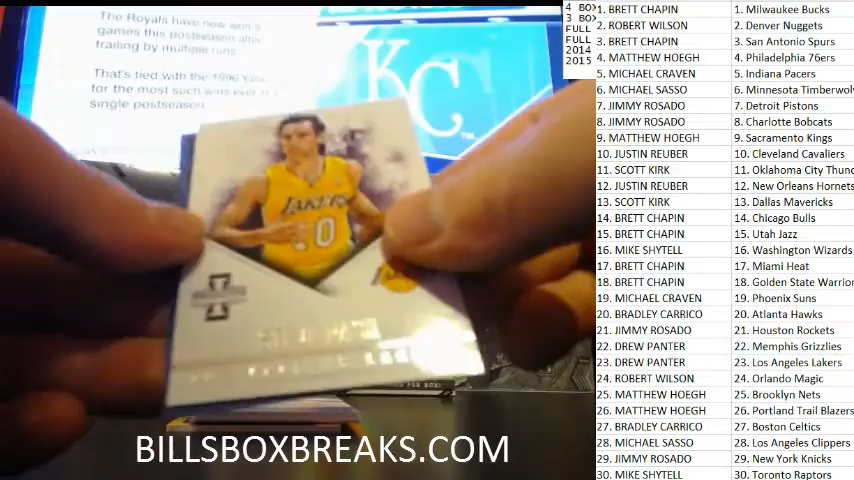 The Royals have now won 5
games this postseason after
trailing by multiple runs.
That's tied with the 1996 Yan
for the most such wins ever in a
single postseason.
KC
LAKERS
10
BILLSBOXBREAKS.COM
4 BOX
3 BOX
FULL
FULL
2014
2015
1. BRETT CHAPIN
2. ROBERT WILSON
3. BRETT CHAPIN
4. MATTHEW HOEGH
5. MICHAEL CRAVEN
6. MICHAEL SASSO
7. JIMMY ROSADO
8. JIMMY ROSADO
9. MATTHEW HOEGH
10. JUSTIN REUBER
11. SCOTT KIRK
12. JUSTIN REUBER
13. SCOTT KIRK
14. BRETT CHAPIN
15. BRETT CHAPIN
16. MIKE SHYTELL
17. BRETT CHAPIN
18. BRETT CHAPIN
19. MICHAEL CRAVEN
20. BRADLEY CARRICO
21. JIMMY ROSADO
22. DREW PANTER
23. DREW PANTER
24. ROBERT WILSON
25. MATTHEW HOEGH
26. MATTHEW HOEGH
27. BRADLEY CARRICO
28. MICHAEL SASSO
29. JIMMY ROSADO
30. MIKE SHYTELL
1. Milwaukee Bucks
2. Denver Nuggets
3. San Antonio Spurs
4. Philadelphia 76ers
5. Indiana Pacers
6. Minnesota Timberwol
7. Detroit Pistons
8. Charlotte Bobcats
9. Sacramento Kings
10. Cleveland Cavaliers
11. Oklahoma City Thun
12. New Orleans Hornets
13. Dallas Mavericks
14. Chicago Bulls
15. Utah Jazz
16. Washington Wizards
17. Miami Heat
18. Golden State Warrior
19. Phoenix Suns
20. Atlanta Hawks
21. Houston Rockets
22. Memphis Grizzlies
23. Los Angeles Lakers
24. Orlando Magic
25. Brooklyn Nets
26. Portland Trail Blazers
27. Boston Celtics
28. Los Angeles Clippers
29. New York Knicks
30. Toronto Raptors